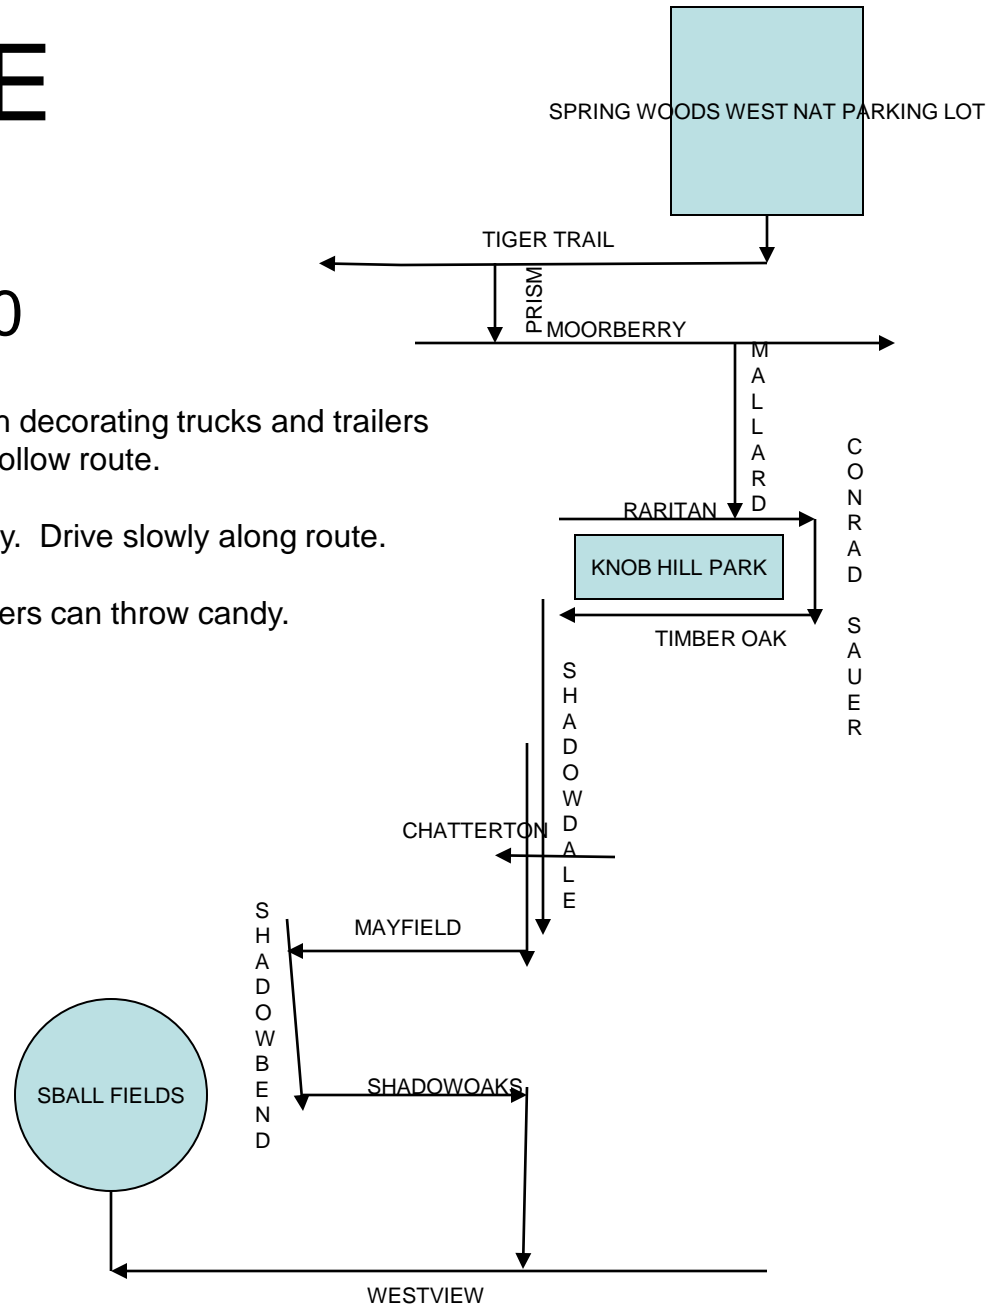 E
SPRING WOODS WEST NAT PARKING LOT
TIGER TRAIL
PRISM
0
MOORBERRY
MALLARD
decorating trucks and trailers
ollow route.
CONRAD SAUER
RARITAN
y. Drive slowly along route.
KNOB HILL PARK
ers can throw candy.
TIMBER OAK
SHADOWDALE
CHATTERTON
SHADOWBEND
MAYFIELD
SBALL FIELDS
SHADOWOAKS
WESTVIEW